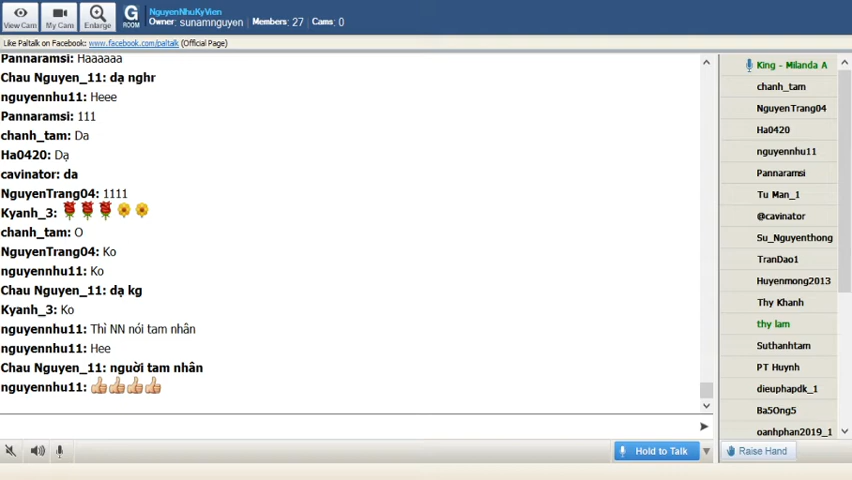 View Cam
My Cam
Enlarge
G
ROOM
NguyenNhuKyVien
Owner: sunamnguyen Members: 27 Cams: 0
Like Paltalk on Facebook: www.facebook.com/paltalk (Official Page)
Pannaramsi: Haaaaaa
Chau Nguyen_11: dạ nghr
nguyennhu11: Heee
Pannaramsi: 111
chanh_tam: Da
Ha0420: Dạ
cavinator: da
NguyenTrang04: 1111
Kyanh_3:
chanh_tam: O
NguyenTrang04: Ko
nguyennhu11: Ko
Chau Nguyen_11: dạ kg
Kyanh_3: Ko
nguyennhu11: Thì NN nói tam nhân
nguyennhu11: Hee
Chau Nguyen_11: người tam nhân
nguyennhu11:
Hold to Talk
King - Milanda A
chanh_tam
NguyenTrang04
Ha0420
nguyennhu11
Pannaramsi
Tu Man_1
@cavinator
Su_Nguyenthong
TranDao1
Huyenmong2013
Thy Khanh
thy lam
Suthanhtam
PT Huynh
dieuphapdk_1
Ba5Ong5
oanhphan2019_1
Raise Hand